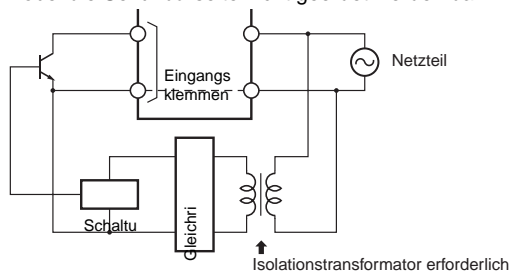 Netzteil
Eingangs
klemmen
Schaltu
Gleichri
Isolationstransformator erforderlich